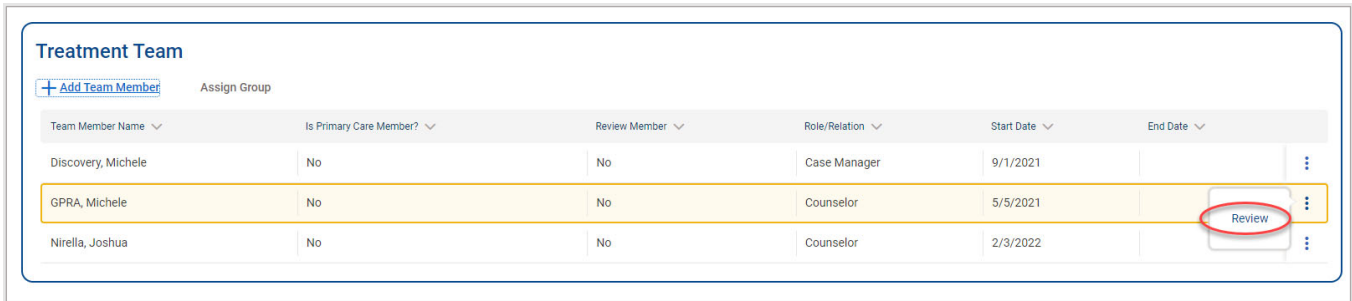 Treatment Team
Add Team Member Assign Group
Team Member Name Is Primary Care Member? Review Member Role/Relation Start Date End Date
Discovery, Michele No No Case Manager 9/1/2021
GPRA, Michele No No Counselor 5/5/2021
Review
Nirella, Joshua No No Counselor 2/3/2022